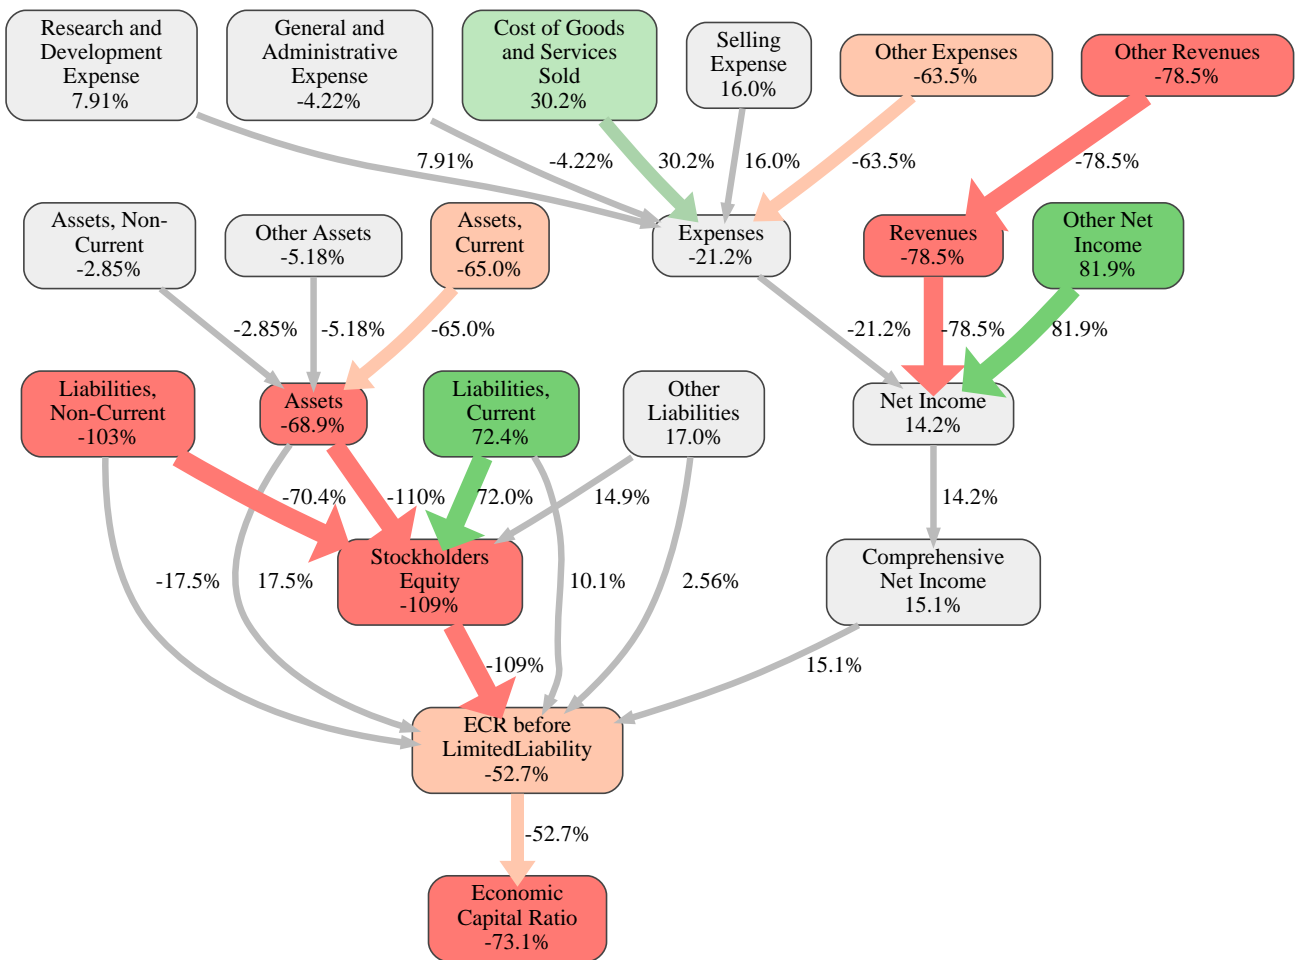 Research and
Development
Expense
7.91%
General and
Administrative
Expense
-4.22%
Cost of Goods
and Services
Sold
30.2%
Selling
Expense
16.0%
Other Expenses
-63.5%
Other Revenues
-78.5%
7.91%
-4.22%
30.2%
16.0%
-63.5%
-78.5%
Assets, Non-
Current
-2.85%
Other Assets
-5.18%
Assets,
Current
-65.0%
Expenses
-21.2%
Revenues
-78.5%
Other Net
Income
81.9%
-2.85%
-5.18%
-65.0%
-21.2%
-78.5%
81.9%
Liabilities,
Non-Current
-103%
Assets
-68.9%
Liabilities,
Current
72.4%
Other
Liabilities
17.0%
Net Income
14.2%
-70.4%
-110%
72.0%
14.9%
14.2%
-17.5%
17.5%
Stockholders
Equity
-109%
10.1%
2.56%
Comprehensive
Net Income
15.1%
-109%
15.1%
ECR before
LimitedLiability
-52.7%
-52.7%
Economic
Capital Ratio
-73.1%